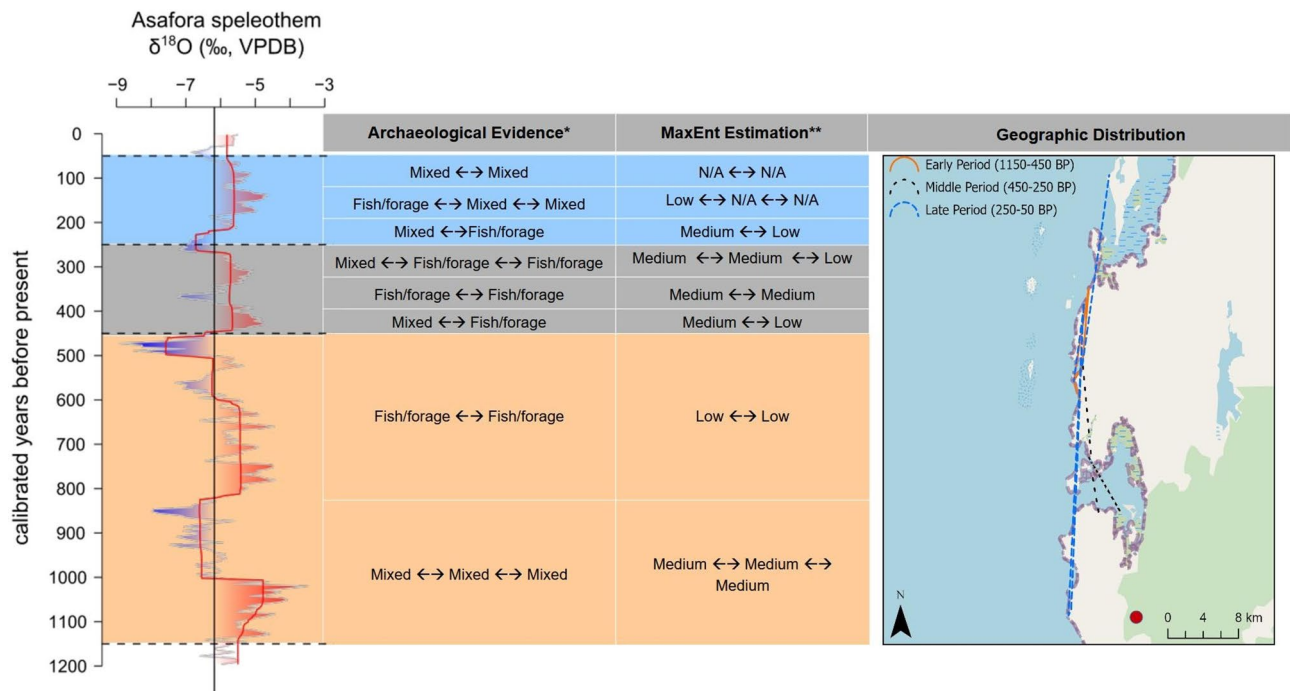 Asafora speleothem
δ¹⁸O (‰, VPDB)
−9 −7 −5 −3
calibrated years before present
0
100
200
300
400
500
600
700
800
900
1000
1100
1200
Archaeological Evidence* MaxEnt Estimation** Geographic Distribution
Mixed ←→ Mixed N/A ←→ N/A
Fish/forage ←→ Mixed ←→ Mixed Low ←→ N/A ←→ N/A
Mixed ←→Fish/forage Medium ←→ Low
Mixed ←→ Fish/forage ←→ Fish/forage Medium ←→ Medium ←→ Low
Fish/forage ←→ Fish/forage Medium ←→ Medium
Mixed ←→ Fish/forage Medium ←→ Low
Fish/forage ←→ Fish/forage Low ←→ Low
Mixed ←→ Mixed ←→ Mixed Medium ←→ Medium ←→
Medium
Early Period (1150-450 BP)
Middle Period (450-250 BP)
Late Period (250-50 BP)
N
0 4 8 km